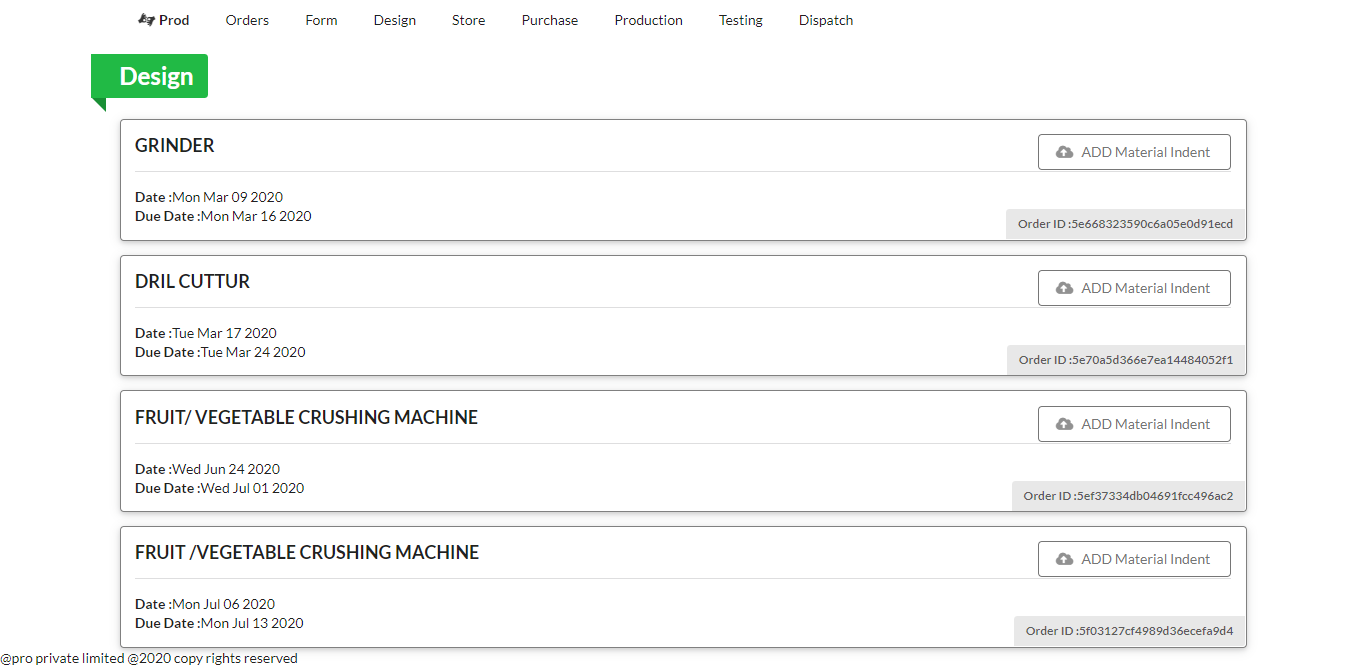 Prod Orders Form Design Store Purchase Production Testing Dispatch
Design
GRINDER
ADD Material Indent
Date :Mon Mar 09 2020
Due Date :Mon Mar 16 2020
Order ID :5e668323590c6a05e0d91ecd
DRIL CUTTUR
ADD Material Indent
Date :Tue Mar 17 2020
Due Date :Tue Mar 24 2020
Order ID :5e70a5d366e7ea14484052f1
FRUIT/ VEGETABLE CRUSHING MACHINE
ADD Material Indent
Date :Wed Jun 24 2020
Due Date :Wed Jul 01 2020
Order ID :5ef37334db04691fcc496ac2
FRUIT /VEGETABLE CRUSHING MACHINE
ADD Material Indent
Date :Mon Jul 06 2020
Due Date :Mon Jul 13 2020
Order ID :5f03127cf4989d36ecefa9d4
@pro private limited @2020 copy rights reserved